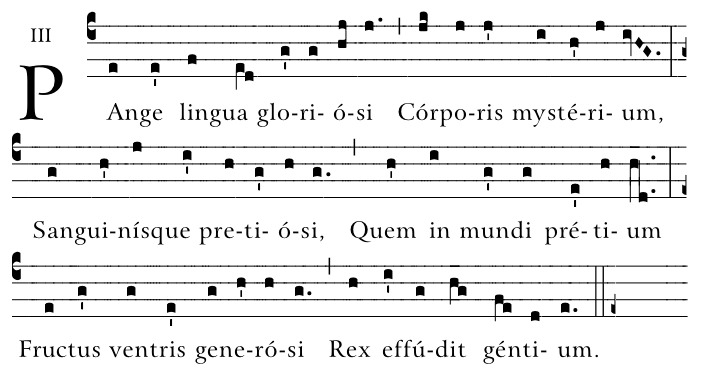 III
PAnge lingua glo-ri- ó-si Córpo-ris mysté-ri- um,
Sangui-nísque pre-ti- ó-si, Quem in mundi pré-ti- um
Fructus ventris gene-ró-si Rex effú-dit génti- um.